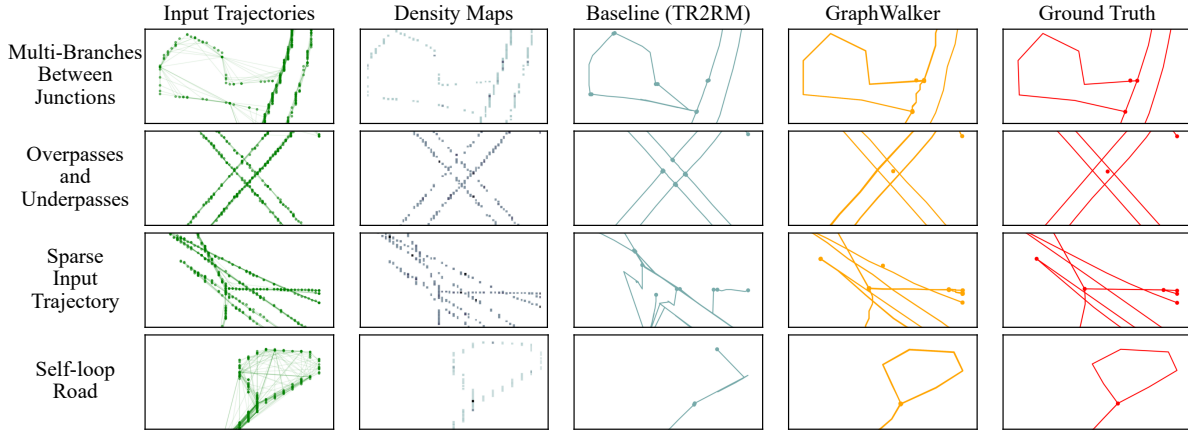 Input Trajectories
Density Maps
Baseline (TR2RM)
GraphWalker
Ground Truth
Multi-Branches
Between
Junctions
Overpasses
and
Underpasses
Sparse
Input
Trajectory
Self-loop
Road